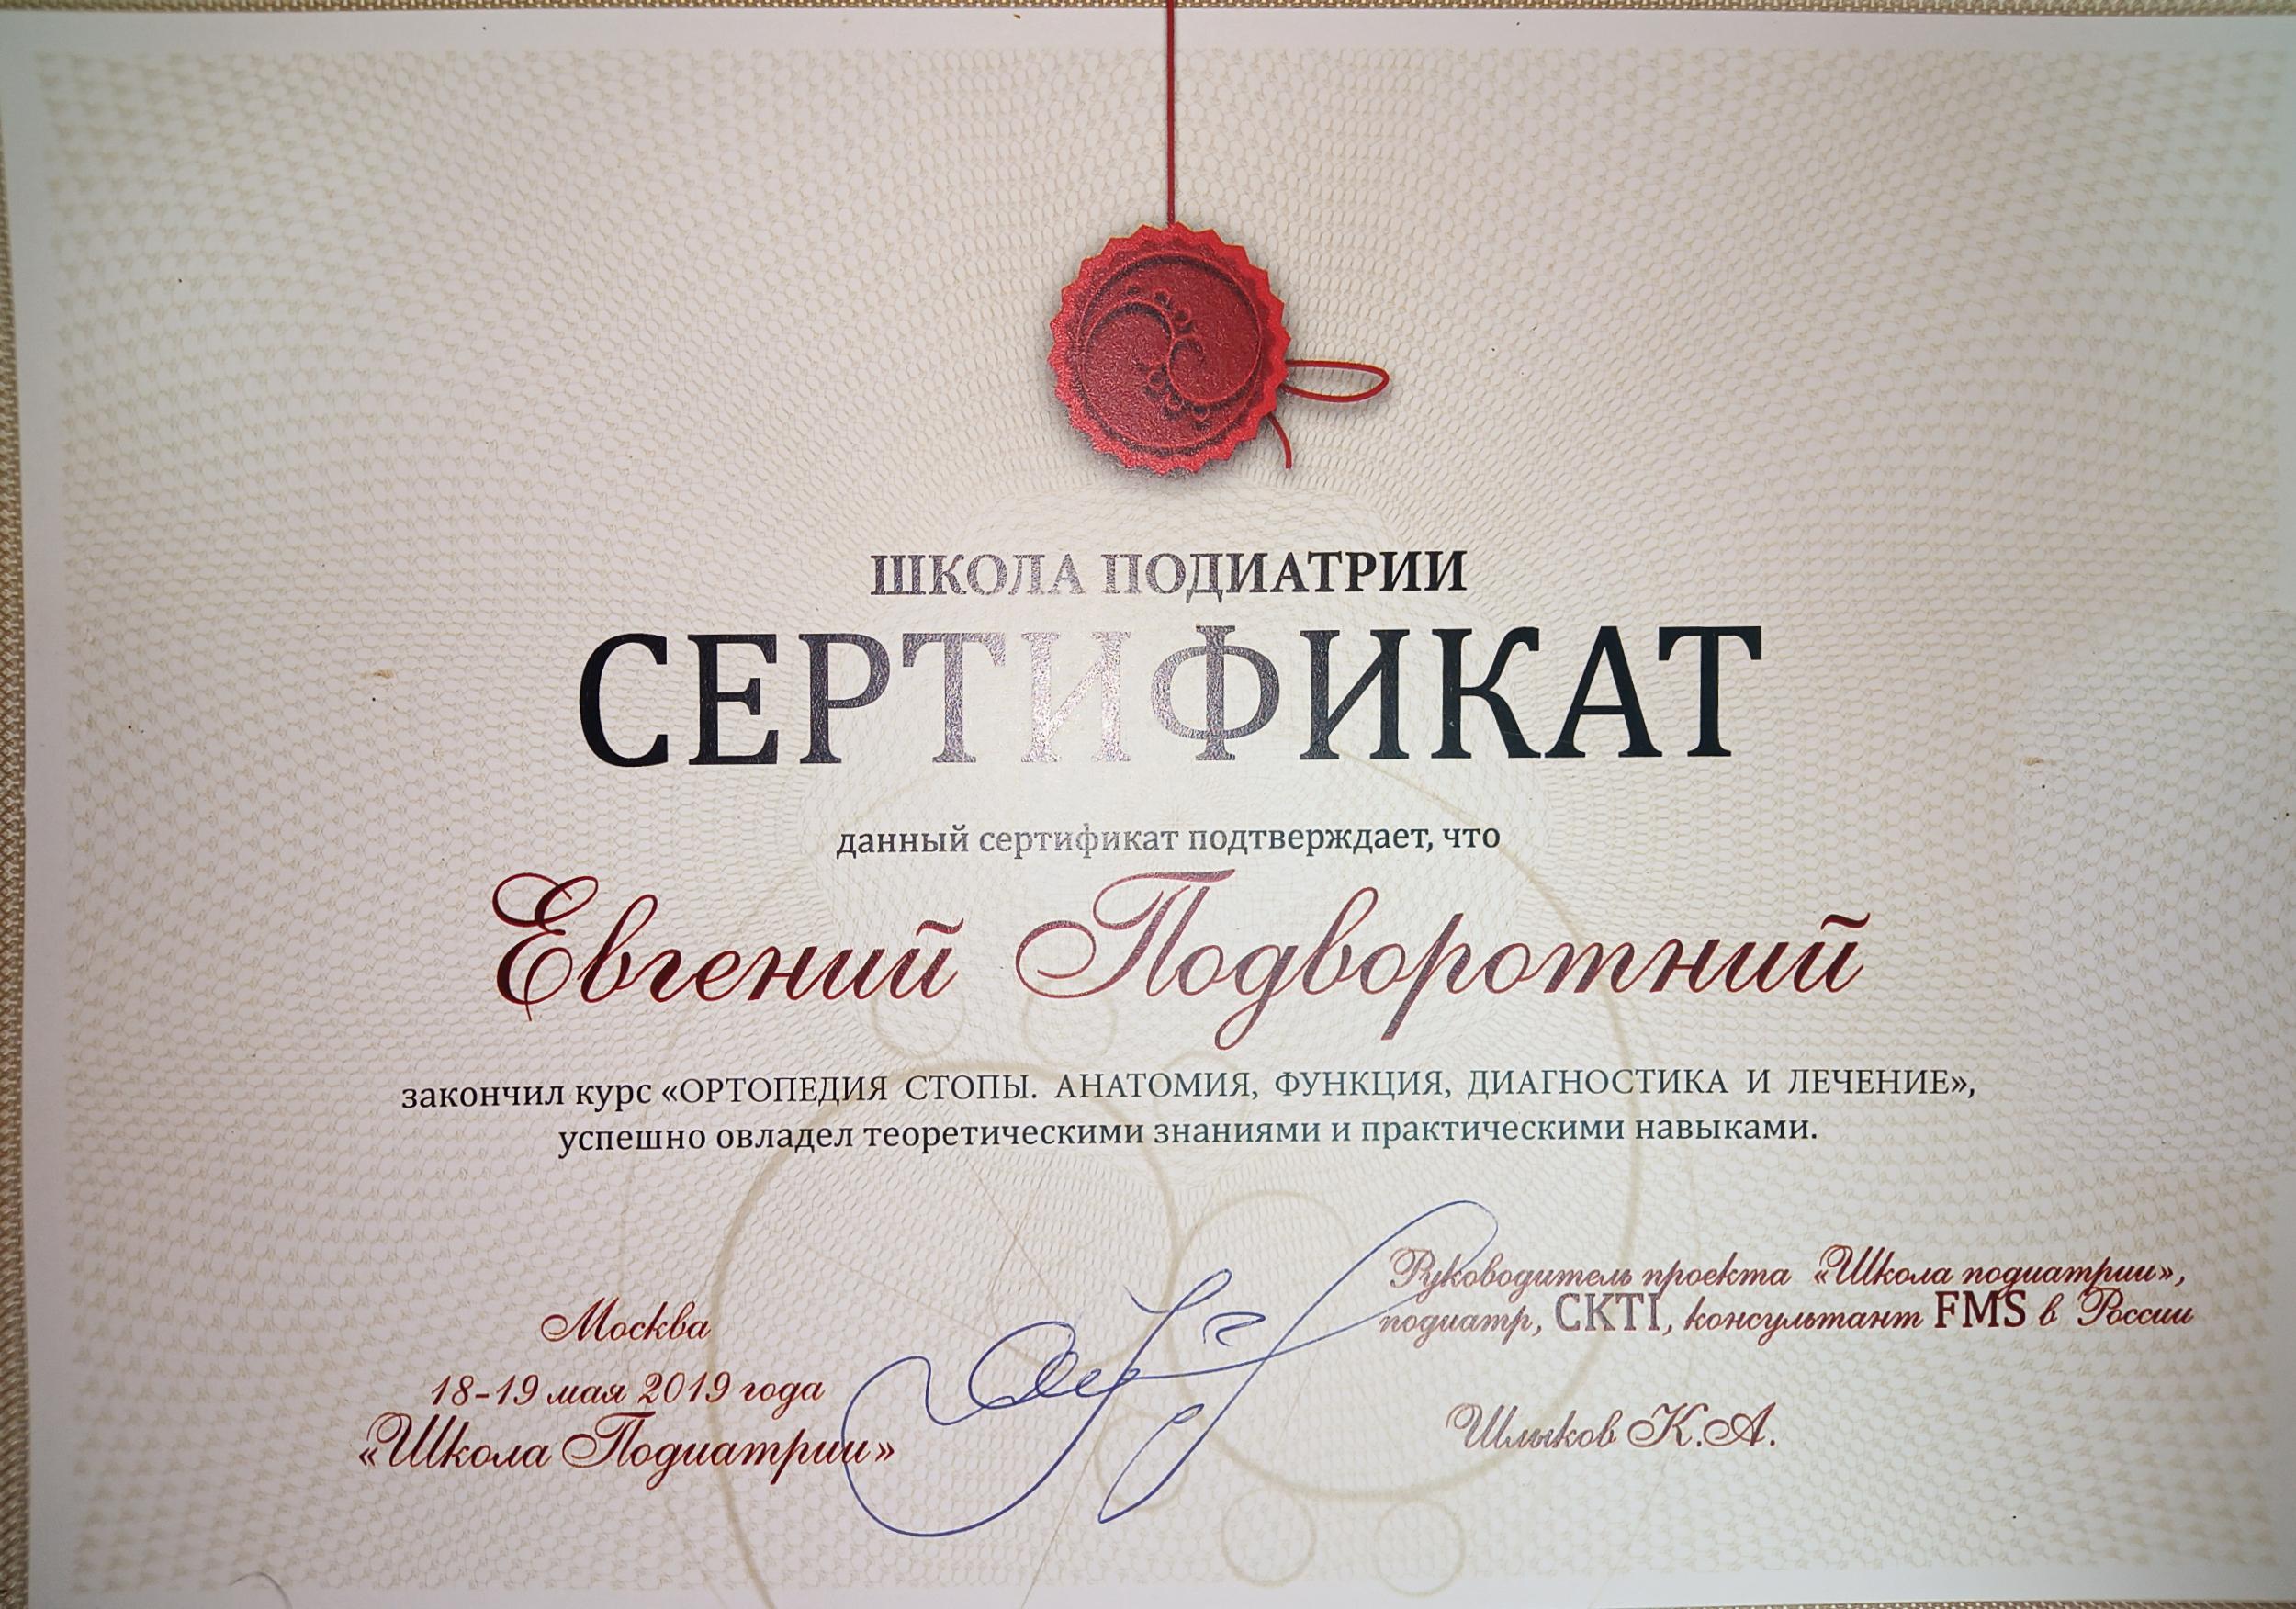 ШКОЛА ПОДИАТРИИ
СЕРТИФИКАТ
данный сертификат подтверждает, что
Евгений Подворотний
закончил курс «ОРТОПЕДИЯ СТОПЫ. АНАТОМИЯ, ФУНКЦИЯ, ДИАГНОСТИКА И ЛЕЧЕНИЕ»,
успешно овладел теоретическими знаниями и практическими навыками.
Москва
18-19 мая 2019 года
«Школа Подиатрии»
Руководитель проекта «Школа подиатрии»,
подиатр, CKTI, консультант FMS в России
Шлыков К.А.